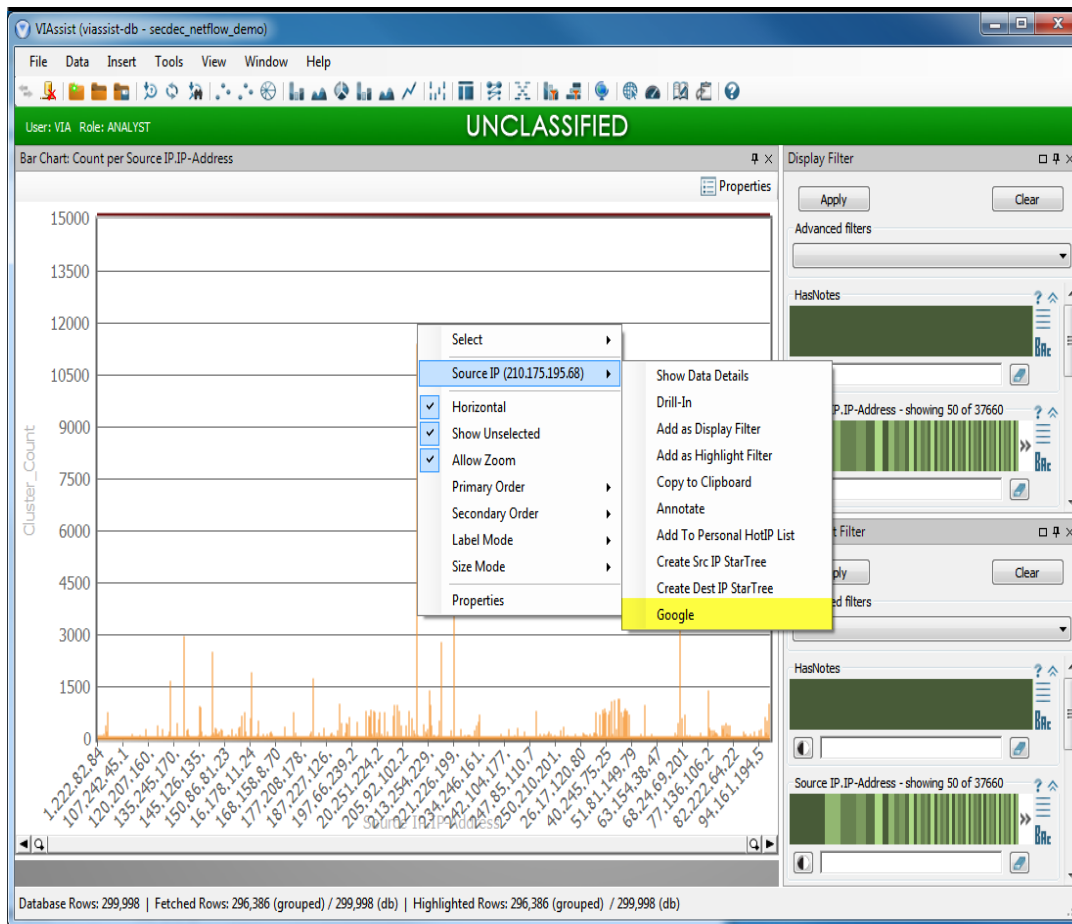 VIAssist (viassist-db - secdec_netflow_demo)
File Data Insert Tools View Window Help
User: VIA Role: ANALYST
UNCLASSIFIED
Bar Chart: Count per Source IP.IP-Address
Properties
15000
13500
12000
10500
9000
7500
6000
4500
3000
1500
0
Cluster_Count
1.222.82.84
107.242.45.1
120.207.160.
135.245.170.
145.126.135.
150.86.81.23
16.178.11.24
168.158.8.70
177.208.178.
187.227.126.
197.66.239.2
20.251.224.2
205.92.102.2
213.254.229.
221.226.199.
234.246.161.
242.104.177.
247.85.110.7
250.210.201.
26.17.120.80
40.245.75.25
51.81.149.79
63.154.38.47
68.24.69.201
77.136.106.2
82.222.64.22
94.161.194.5
Source IP.IP-Address
Select
Source IP (210.175.195.68)
Horizontal
Show Unselected
Allow Zoom
Primary Order
Secondary Order
Label Mode
Size Mode
Properties
Show Data Details
Drill-In
Add as Display Filter
Add as Highlight Filter
Copy to Clipboard
Annotate
Add To Personal HotIP List
Create Src IP StarTree
Create Dest IP StarTree
Google
Display Filter
Apply Clear
Advanced filters
HasNotes
P.IP-Address - showing 50 of 37660
t Filter
ply Clear
ed filters
HasNotes
Source IP.IP-Address - showing 50 of 37660
Database Rows: 299,998 | Fetched Rows: 296,386 (grouped) / 299,998 (db) | Highlighted Rows: 296,386 (grouped) / 299,998 (db)